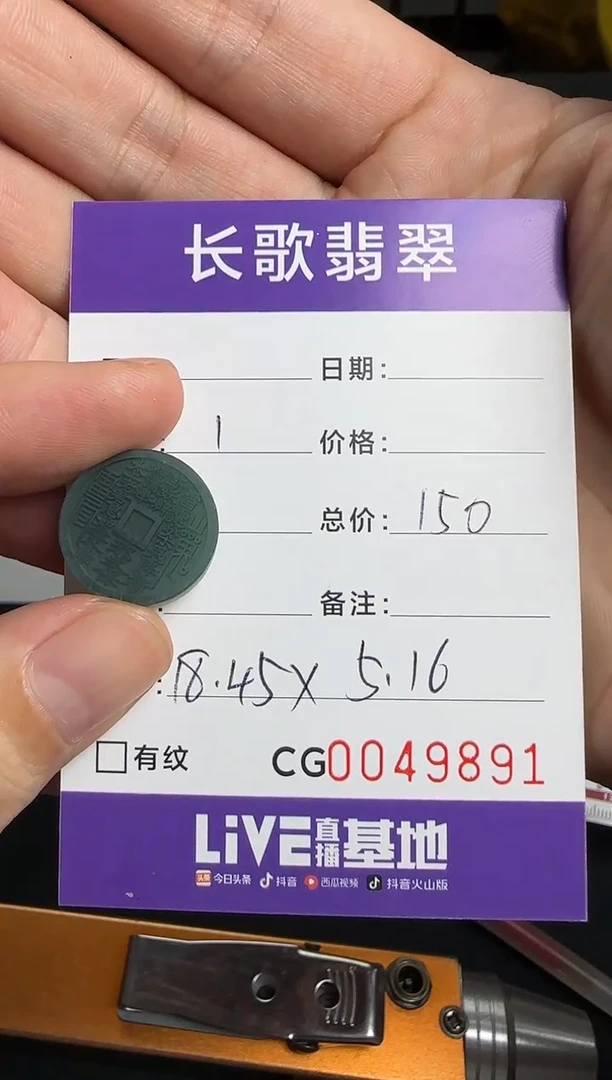 长歌翡翠
日期:
: 1 价格:
总价: 150
: 备注:
: 18.45x 5.16
有纹 CG0049891
LiVE直播基地
头条 今日头条 抖音 西瓜视频 抖音火山版